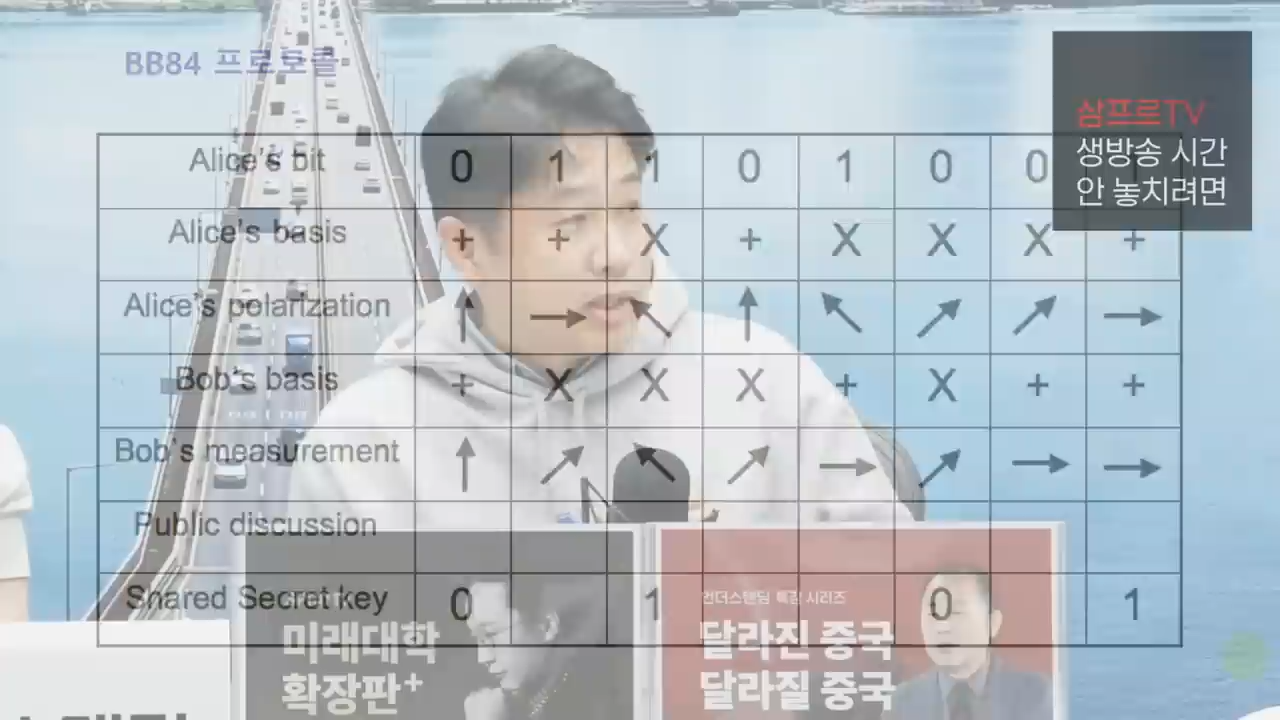 BB84 프로토콜
삼프로TV
생방송 시간
안 놓치려면
Alice's bit 0 1 1 0 1 0 0 1
Alice's basis + + X + X X X +
Alice's polarization ↑ → ↖ ↑ ↖ ↗ ↗ →
Bob's basis + X X X + X + +
Bob's measurement ↑ ↗ ↖ ↗ → ↗ → →
Public discussion
Shared Secret key 0 1 0 1
미래대학
확장판+
언더스탠딩 특강 시리즈
달라진 중국
달라질 중국